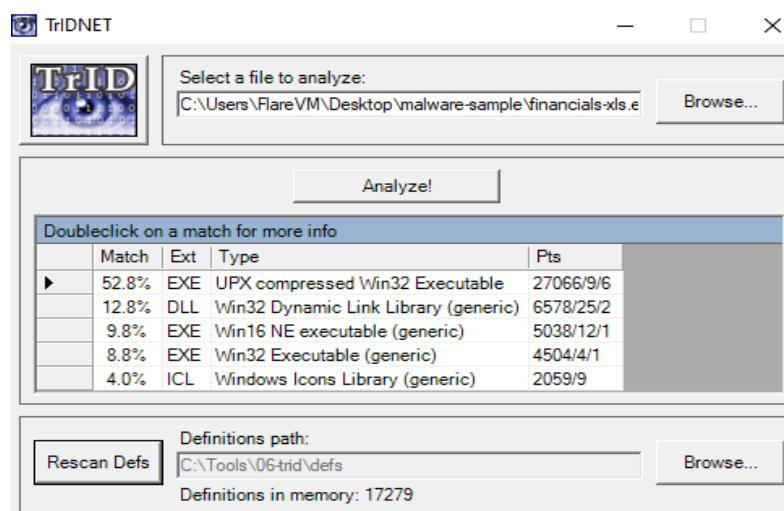 TrIDNET
TrID
Select a file to analyze:
C:\Users\FlareVM\Desktop\malware-sample\financials-xls.e
Browse...
Analyze!
Doubleclick on a match for more info
Match Ext Type Pts
52.8% EXE UPX compressed Win32 Executable 27066/9/6
12.8% DLL Win32 Dynamic Link Library (generic) 6578/25/2
9.8% EXE Win16 NE executable (generic) 5038/12/1
8.8% EXE Win32 Executable (generic) 4504/4/1
4.0% ICL Windows Icons Library (generic) 2059/9
Rescan Defs
Definitions path:
C:\Tools\06-trid\defs
Browse...
Definitions in memory: 17279